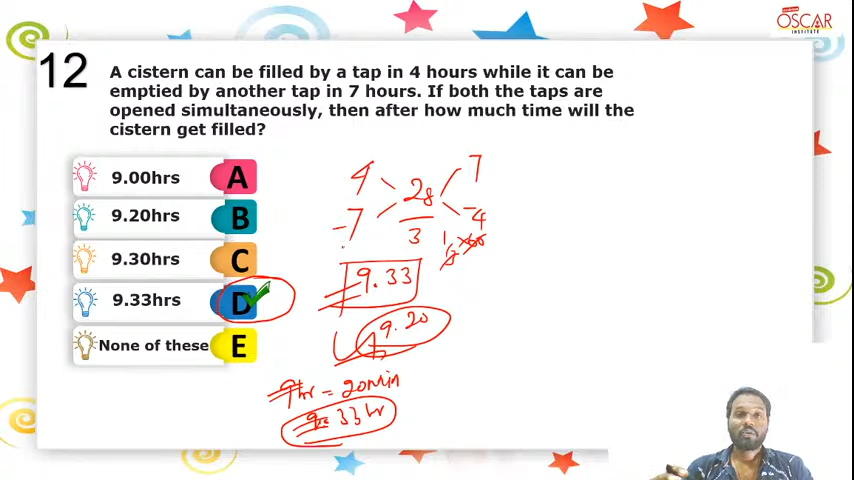 OSCAR
INSTITUTE
12
A cistern can be filled by a tap in 4 hours while it can be
emptied by another tap in 7 hours. If both the taps are
opened simultaneously, then after how much time will the
cistern get filled?
9.00hrs A
9.20hrs B
9.30hrs C
9.33hrs D
None of these E
4 7
28
-7 -4
3
9.33
9.20
9hr = 20min
9.33hr